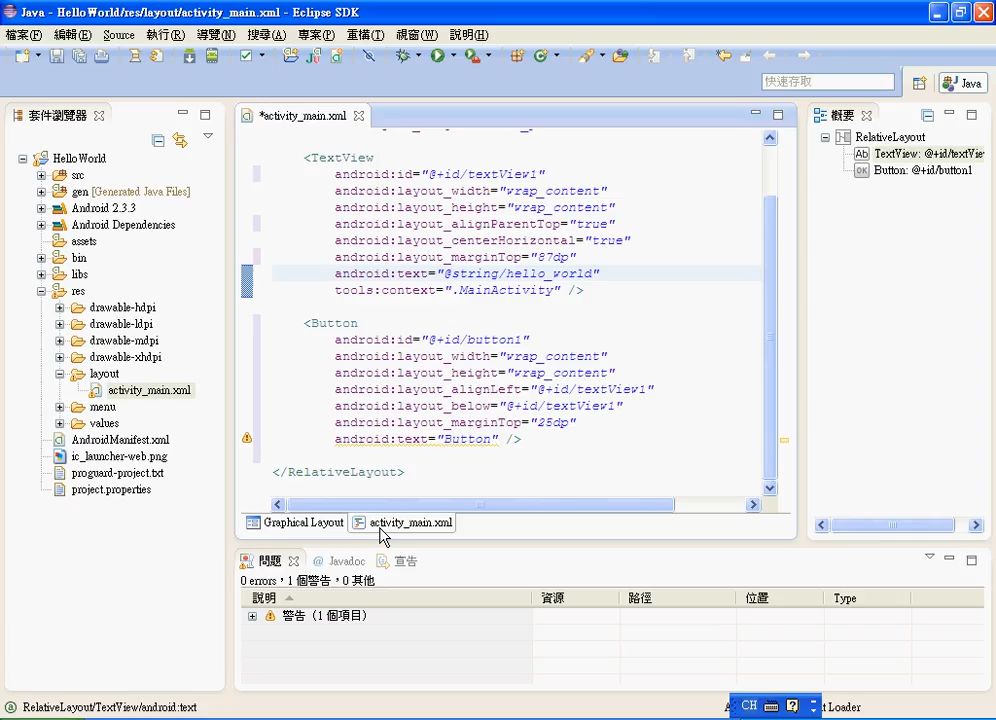 Java - HelloWorld/res/layout/activity_main.xml - Eclipse SDK
檔案(F) 編輯(E) Source 執行(R) 導覽(N) 搜尋(A) 專案(P) 重構(T) 視窗(W) 說明(H)
快速存取
Java
套件瀏覽器
HelloWorld
src
gen [Generated Java Files]
Android 2.3.3
Android Dependencies
assets
bin
libs
res
drawable-hdpi
drawable-ldpi
drawable-mdpi
drawable-xhdpi
layout
activity_main.xml
menu
values
AndroidManifest.xml
ic_launcher-web.png
proguard-project.txt
project.properties
*activity_main.xml
<TextView
android:id="@+id/textView1"
android:layout_width="wrap_content"
android:layout_height="wrap_content"
android:layout_alignParentTop="true"
android:layout_centerHorizontal="true"
android:layout_marginTop="87dp"
android:text="@string/hello_world"
tools:context=".MainActivity" />
<Button
android:id="@+id/button1"
android:layout_width="wrap_content"
android:layout_height="wrap_content"
android:layout_alignLeft="@+id/textView1"
android:layout_below="@+id/textView1"
android:layout_marginTop="25dp"
android:text="Button" />
</RelativeLayout>
Graphical Layout activity_main.xml
概要
RelativeLayout
Ab TextView: @+id/textVie
OK Button: @+id/button1
問題 @ Javadoc 宣告
0 errors，1 個警告，0 其他
說明 資源 路徑 位置 Type
警告 (1 個項目)
RelativeLayout/TextView/android:text
CH
t Loader